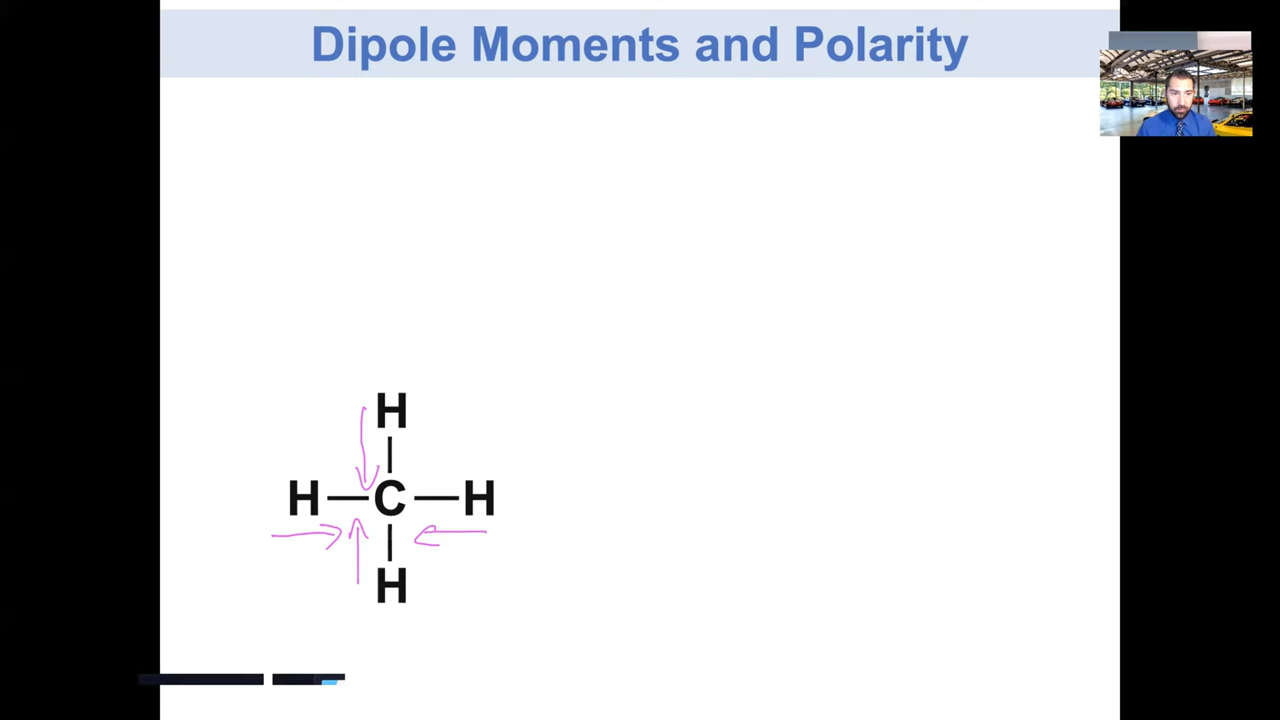 Dipole Moments and Polarity
H
H—C—H
H